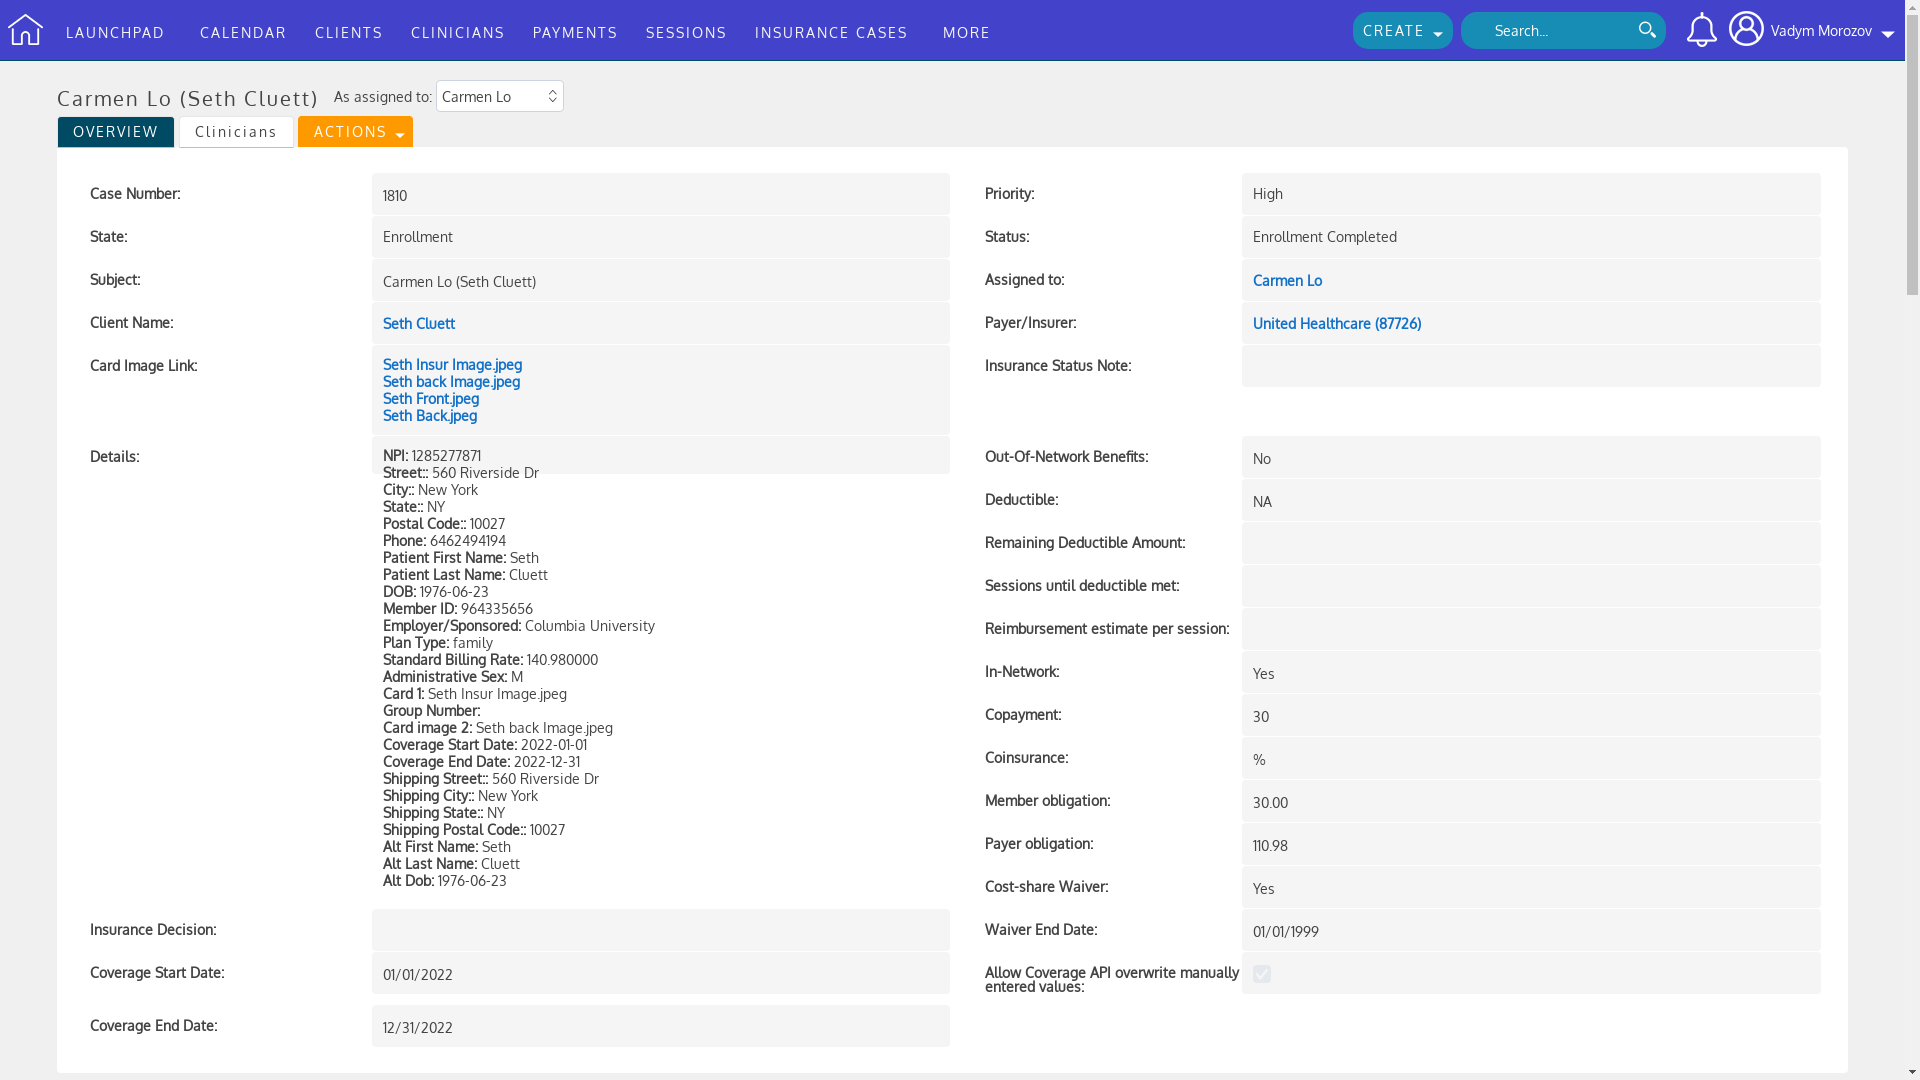 LAUNCHPAD CALENDAR CLIENTS CLINICIANS PAYMENTS SESSIONS INSURANCE CASES MORE CREATE Search... Vadym Morozov
Carmen Lo (Seth Cluett) As assigned to: Carmen Lo
OVERVIEW Clinicians ACTIONS
Case Number: 1810 Priority: High
State: Enrollment Status: Enrollment Completed
Subject: Carmen Lo (Seth Cluett) Assigned to: Carmen Lo
Client Name: Seth Cluett Payer/Insurer: United Healthcare (87726)
Card Image Link: Seth Insur Image.jpeg Insurance Status Note:
Seth back Image.jpeg
Seth Front.jpeg
Seth Back.jpeg
Details: NPI: 1285277871 Out-Of-Network Benefits: No
Street:: 560 Riverside Dr
City:: New York
State:: NY Deductible: NA
Postal Code:: 10027
Phone: 6462494194 Remaining Deductible Amount:
Patient First Name: Seth
Patient Last Name: Cluett
DOB: 1976-06-23 Sessions until deductible met:
Member ID: 964335656
Employer/Sponsored: Columbia University Reimbursement estimate per session:
Plan Type: family
Standard Billing Rate: 140.980000
Administrative Sex: M In-Network: Yes
Card 1: Seth Insur Image.jpeg
Group Number: Copayment: 30
Card image 2: Seth back Image.jpeg
Coverage Start Date: 2022-01-01
Coverage End Date: 2022-12-31 Coinsurance: %
Shipping Street:: 560 Riverside Dr
Shipping City:: New York Member obligation: 30.00
Shipping State:: NY
Shipping Postal Code:: 10027
Alt First Name: Seth Payer obligation: 110.98
Alt Last Name: Cluett
Alt Dob: 1976-06-23 Cost-share Waiver: Yes
Insurance Decision: Waiver End Date: 01/01/1999
Coverage Start Date: 01/01/2022 Allow Coverage API overwrite manually
entered values:
Coverage End Date: 12/31/2022